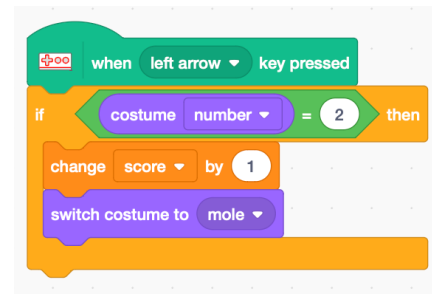 when left arrow key pressed
if costume number = 2 then
change score by 1
switch costume to mole